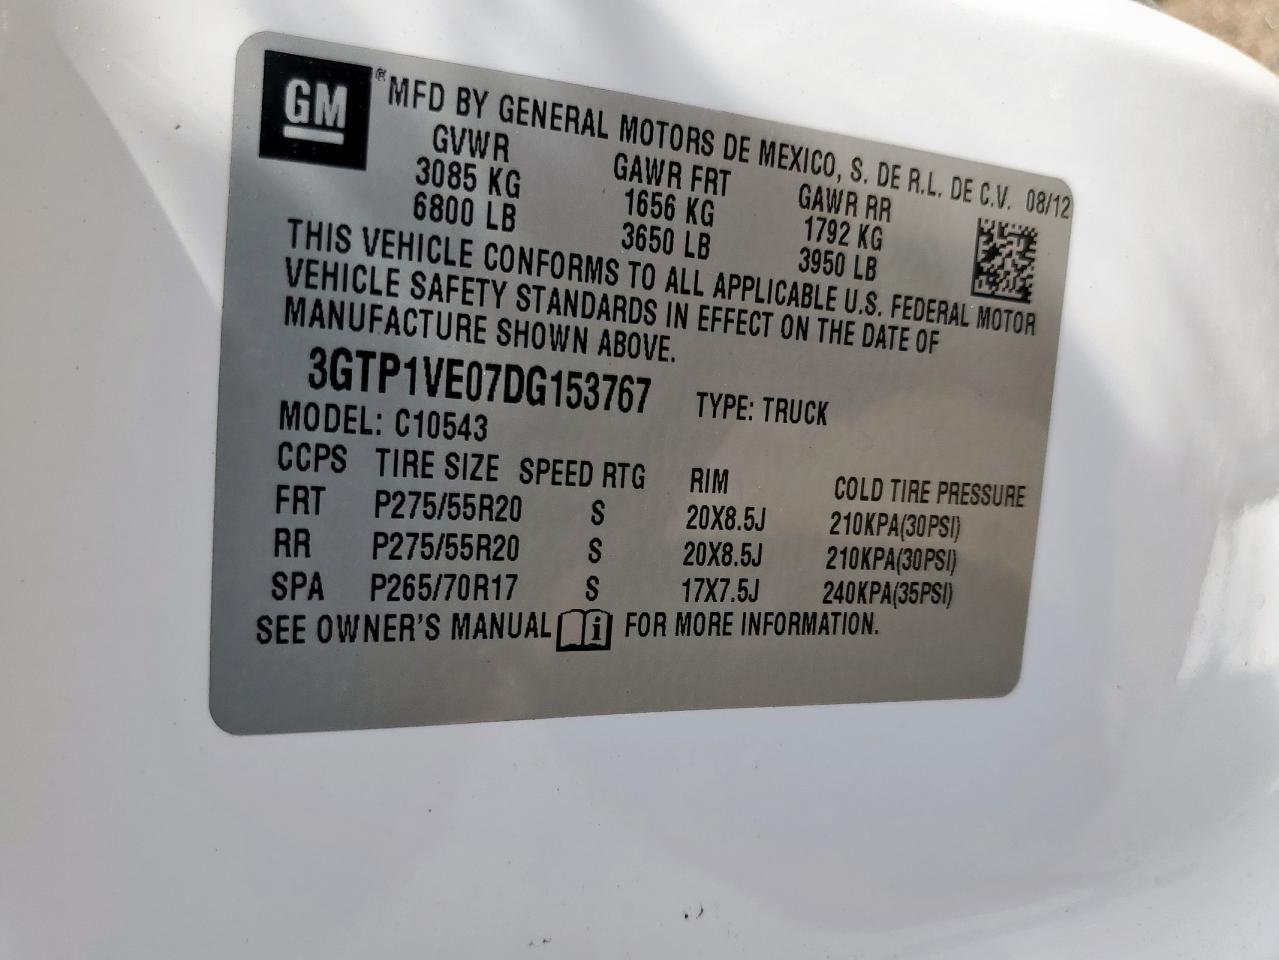 GM
® MFD BY GENERAL MOTORS DE MEXICO, S. DE R.L. DE C.V. 08/12
GVWR GAWR FRT GAWR RR
3085 KG 1656 KG 1792 KG
6800 LB 3650 LB 3950 LB
THIS VEHICLE CONFORMS TO ALL APPLICABLE U.S. FEDERAL MOTOR
VEHICLE SAFETY STANDARDS IN EFFECT ON THE DATE OF
MANUFACTURE SHOWN ABOVE.
3GTP1VE07DG153767 TYPE: TRUCK
MODEL: C10543
CCPS TIRE SIZE SPEED RTG RIM COLD TIRE PRESSURE
FRT P275/55R20 S 20X8.5J 210KPA(30PSI)
RR P275/55R20 S 20X8.5J 210KPA(30PSI)
SPA P265/70R17 S 17X7.5J 240KPA(35PSI)
SEE OWNER'S MANUAL i FOR MORE INFORMATION.